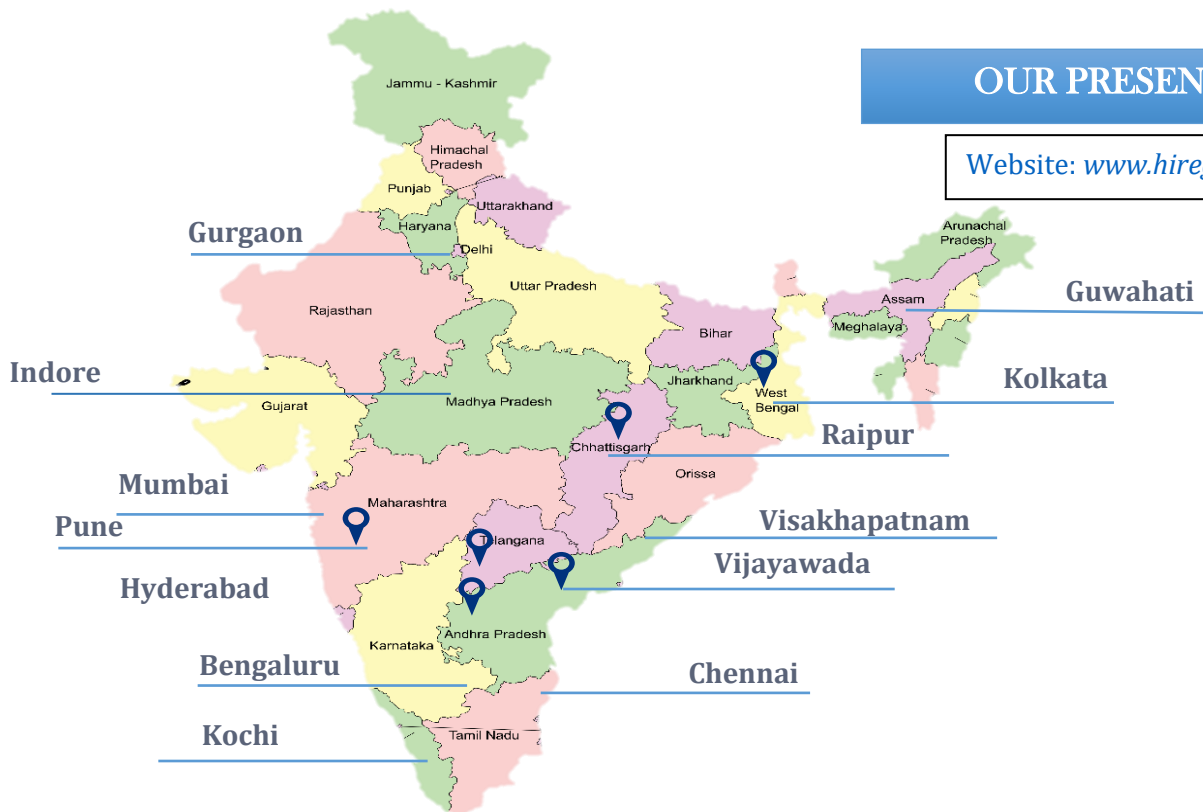 Jammu - Kashmir
OUR PRESEN
Himachal
Pradesh
Website: www.hireg
Punjab
Uttarakhand
Haryana
Gurgaon
Delhi
Arunachal
Pradesh
Uttar Pradesh
Rajasthan
Assam
Guwahati
Bihar
Meghalaya
Indore
Jharkhand
Kolkata
Gujarat
Madhya Pradesh
West
Bengal
Raipur
Chhattisgarh
Orissa
Mumbai
Maharashtra
Pune
Visakhapatnam
Telangana
Vijayawada
Hyderabad
Andhra Pradesh
Karnataka
Bengaluru
Chennai
Kochi
Tamil Nadu